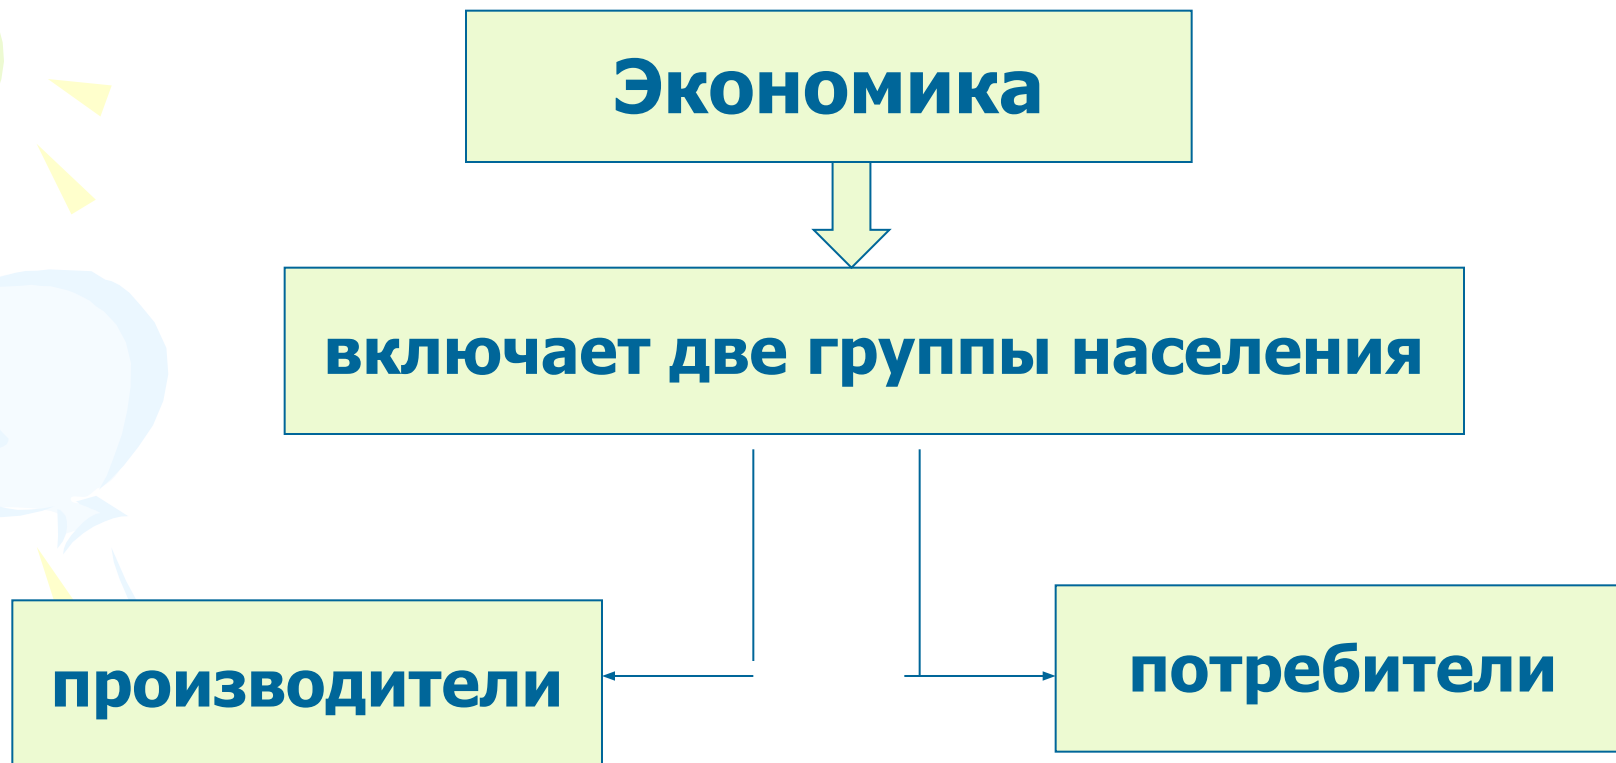 Экономика
включает две группы населения
производители
потребители